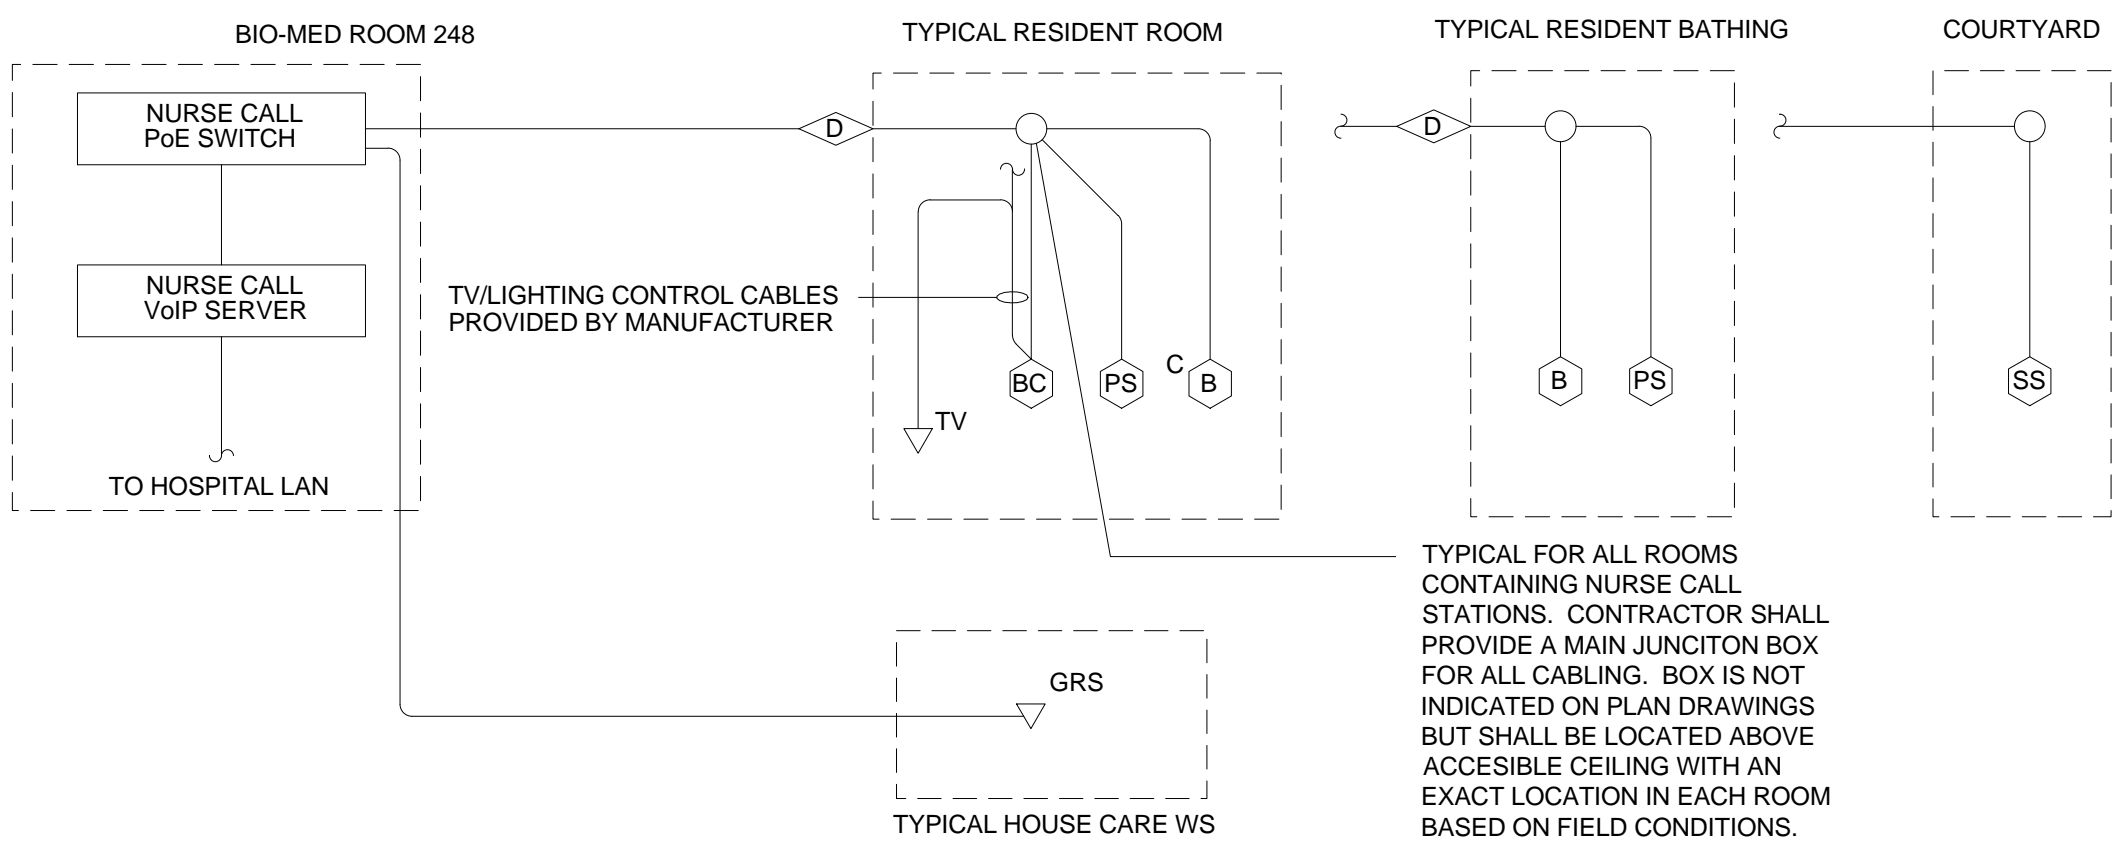 BIO-MED ROOM 248
TYPICAL RESIDENT ROOM
TYPICAL RESIDENT BATHING
COURTYARD
NURSE CALL
PoE SWITCH
D
D
NURSE CALL
VoIP SERVER
TV/LIGHTING CONTROL CABLES
PROVIDED BY MANUFACTURER
BC
PS
C
B
B
PS
SS
TV
TO HOSPITAL LAN
TYPICAL FOR ALL ROOMS
CONTAINING NURSE CALL
STATIONS. CONTRACTOR SHALL
PROVIDE A MAIN JUNCITON BOX
FOR ALL CABLING. BOX IS NOT
INDICATED ON PLAN DRAWINGS
BUT SHALL BE LOCATED ABOVE
ACCESIBLE CEILING WITH AN
EXACT LOCATION IN EACH ROOM
BASED ON FIELD CONDITIONS.
GRS
TYPICAL HOUSE CARE WS